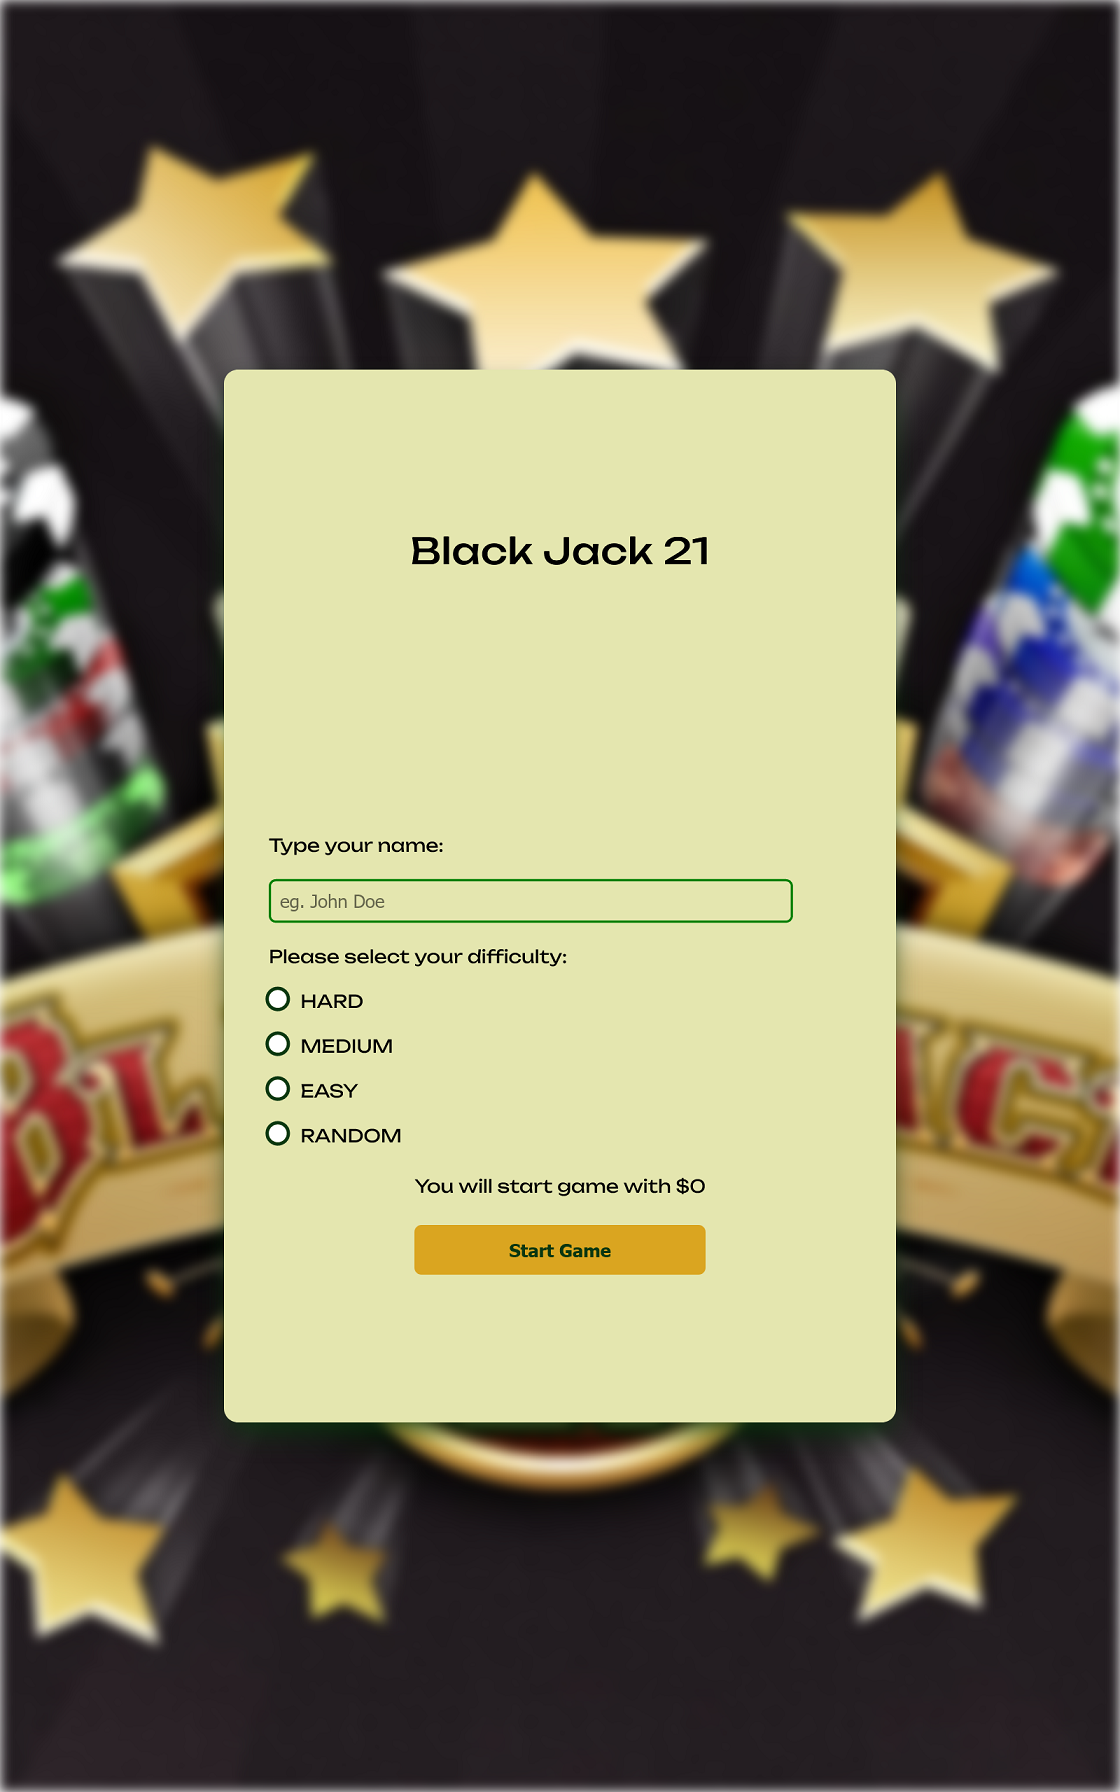 Black Jack 21
Type your name:
eg. John Doe
Please select your difficulty:
HARD
MEDIUM
EASY
RANDOM
You will start game with $0
Start Game